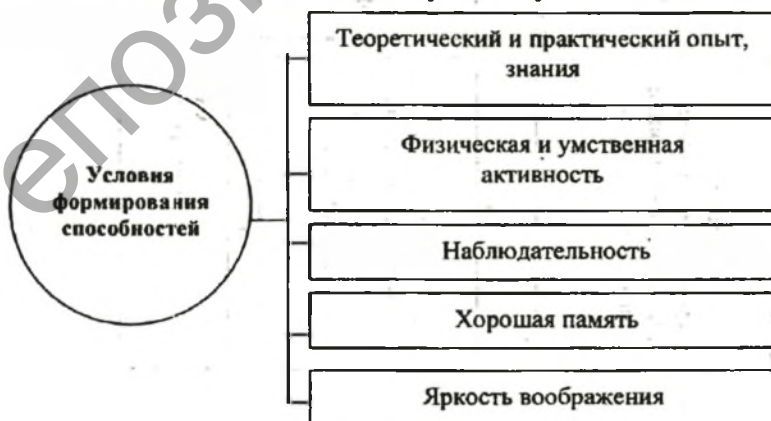 Условия
формирования
способностей
Теоретический и практический опыт,
знания
Физическая и умственная
активность
Наблюдательность
Хорошая память
Яркость воображения